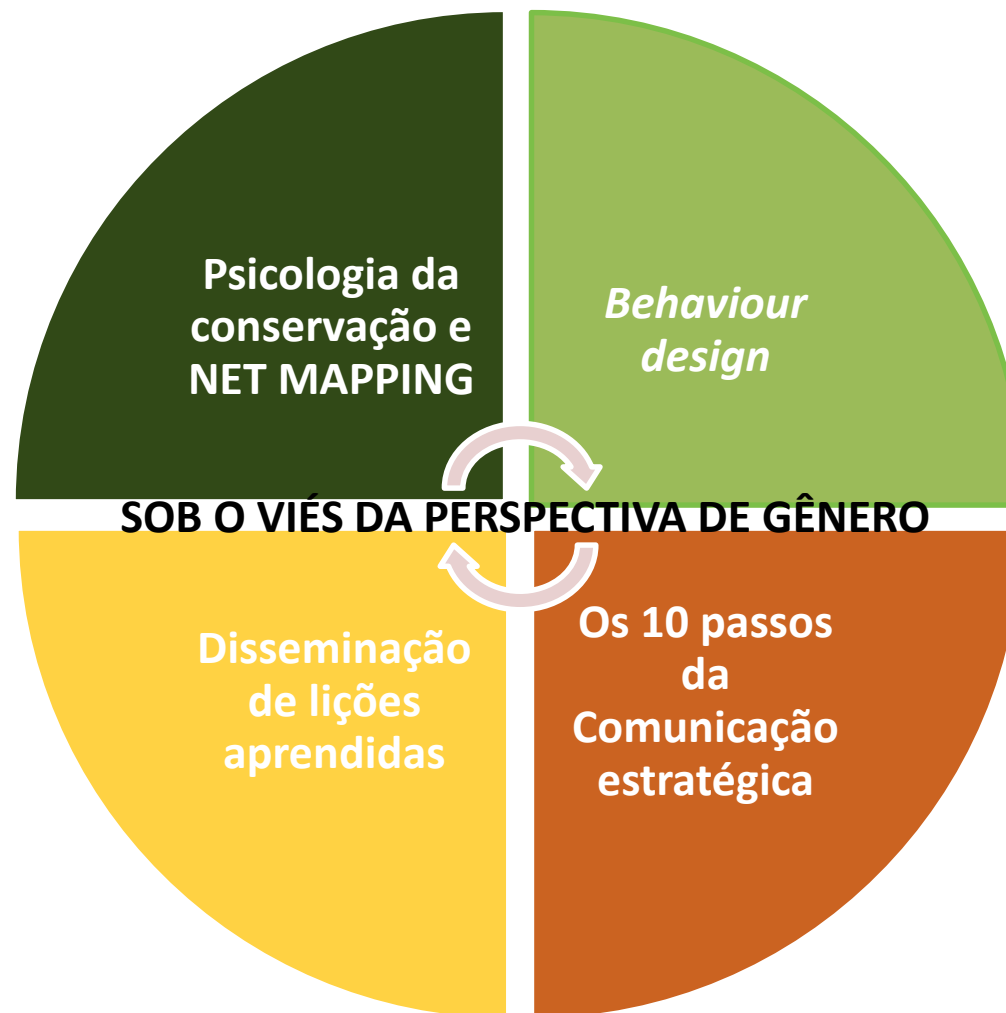 Psicologia da
conservação e
NET MAPPING
Behaviour
design
SOB O VIÉS DA PERSPECTIVA DE GÊNERO
Disseminação
de lições
aprendidas
Os 10 passos
da
Comunicação
estratégica